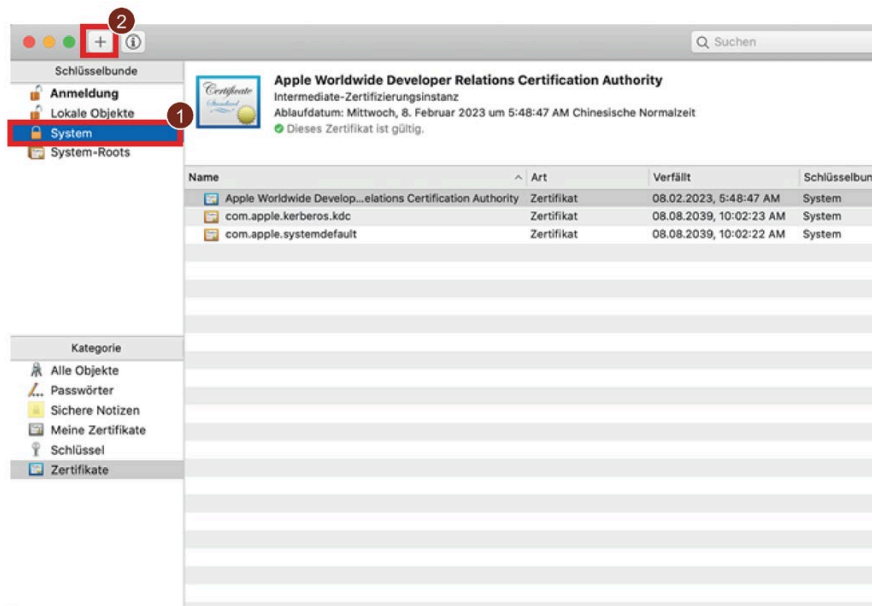 2
Suchen
Schlüsselbunde
Anmeldung
Lokale Objekte
1
System
System-Roots
Certificate
Standard
Apple Worldwide Developer Relations Certification Authority
Intermediate-Zertifizierungsinstanz
Ablaufdatum: Mittwoch, 8. Februar 2023 um 5:48:47 AM Chinesische Normalzeit
Dieses Zertifikat ist gültig.
Name Art Verfällt Schlüsselbun
Apple Worldwide Develop...elations Certification Authority Zertifikat 08.02.2023, 5:48:47 AM System
com.apple.kerberos.kdc Zertifikat 08.08.2039, 10:02:23 AM System
com.apple.systemdefault Zertifikat 08.08.2039, 10:02:22 AM System
Kategorie
Alle Objekte
Passwörter
Sichere Notizen
Meine Zertifikate
Schlüssel
Zertifikate